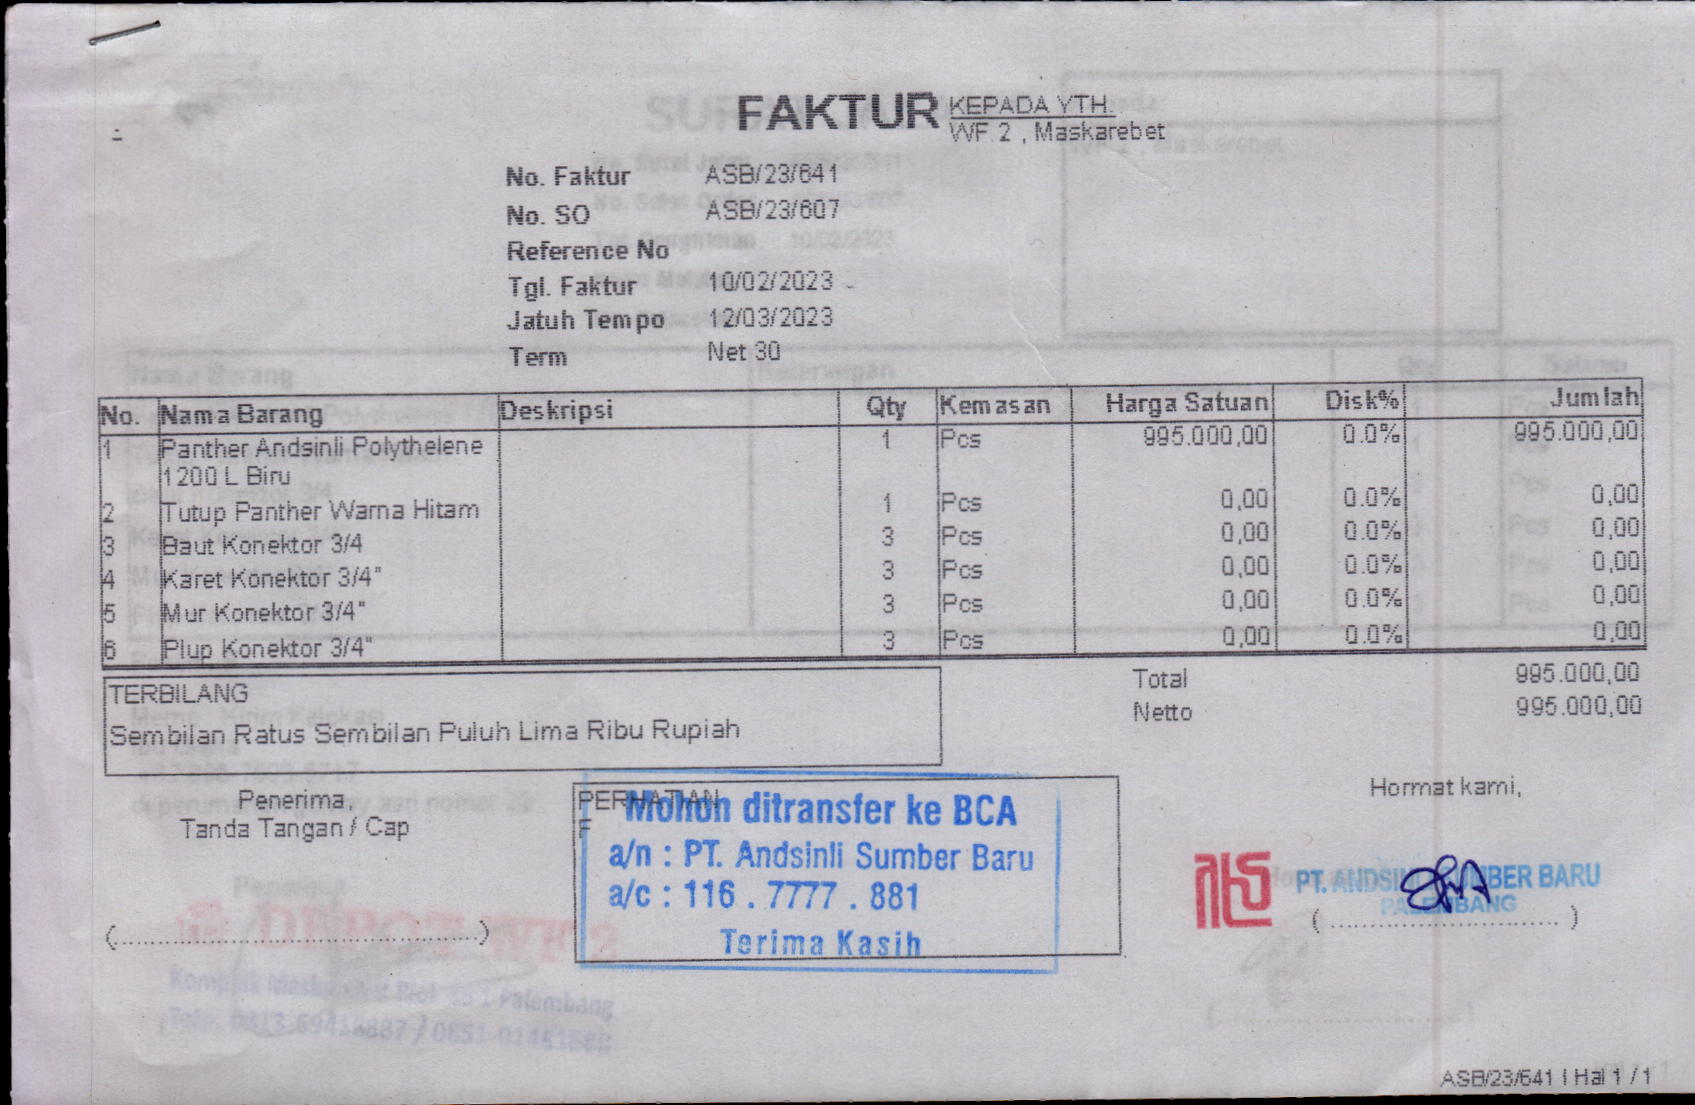 FAKTUR
KEPADA YTH.
WF 2 , Maskarebet
No. Faktur ASB/23/641
No. SO ASB/23/607
Reference No
Tgl. Faktur 10/02/2023
Jatuh Tempo 12/03/2023
Term Net 30
No. Nama Barang Deskripsi Qty Kemasan Harga Satuan Disk% Jumlah
1 Panther Andsinli Polythelene 1 Pcs 995.000,00 0.0% 995.000,00
1200 L Biru
2 Tutup Panther Warna Hitam 1 Pcs 0,00 0.0% 0,00
3 Baut Konektor 3/4 3 Pcs 0,00 0.0% 0,00
4 Karet Konektor 3/4" 3 Pcs 0,00 0.0% 0,00
5 Mur Konektor 3/4" 3 Pcs 0,00 0.0% 0,00
6 Plup Konektor 3/4" 3 Pcs 0,00 0.0% 0,00
Total 995.000,00
Netto 995.000,00
TERBILANG
Sembilan Ratus Sembilan Puluh Lima Ribu Rupiah
Penerima,
Tanda Tangan / Cap
(........................................)
PERHATIAN
F
Mohon ditransfer ke BCA
a/n : PT. Andsinli Sumber Baru
a/c : 116 . 7777 . 881
Terima Kasih
Hormat kami,
PT. ANDSINLI SUMBER BARU
PALEMBANG
(..............................)
DEPOT WF 2
ASB/23/641 | Hal 1 / 1